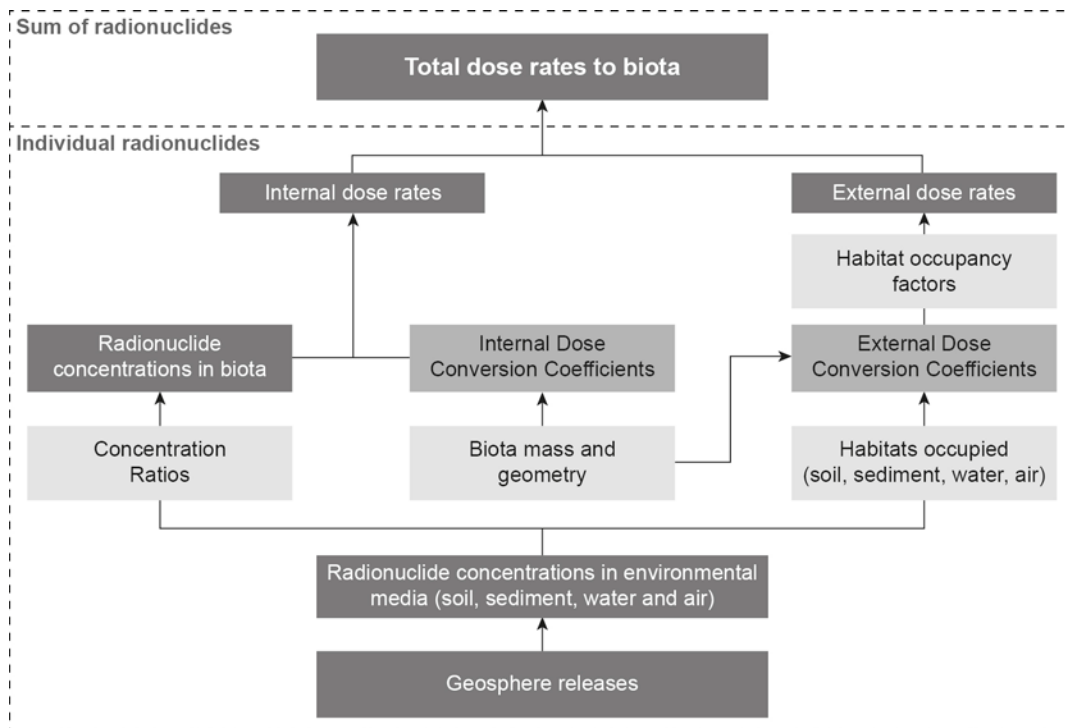 Sum of radionuclides
Total dose rates to biota
Individual radionuclides
Internal dose rates
External dose rates
Habitat occupancy
factors
Radionuclide
concentrations in biota
Internal Dose
Conversion Coefficients
External Dose
Conversion Coefficients
Concentration
Ratios
Biota mass and
geometry
Habitats occupied
(soil, sediment, water, air)
Radionuclide concentrations in environmental
media (soil, sediment, water and air)
Geosphere releases